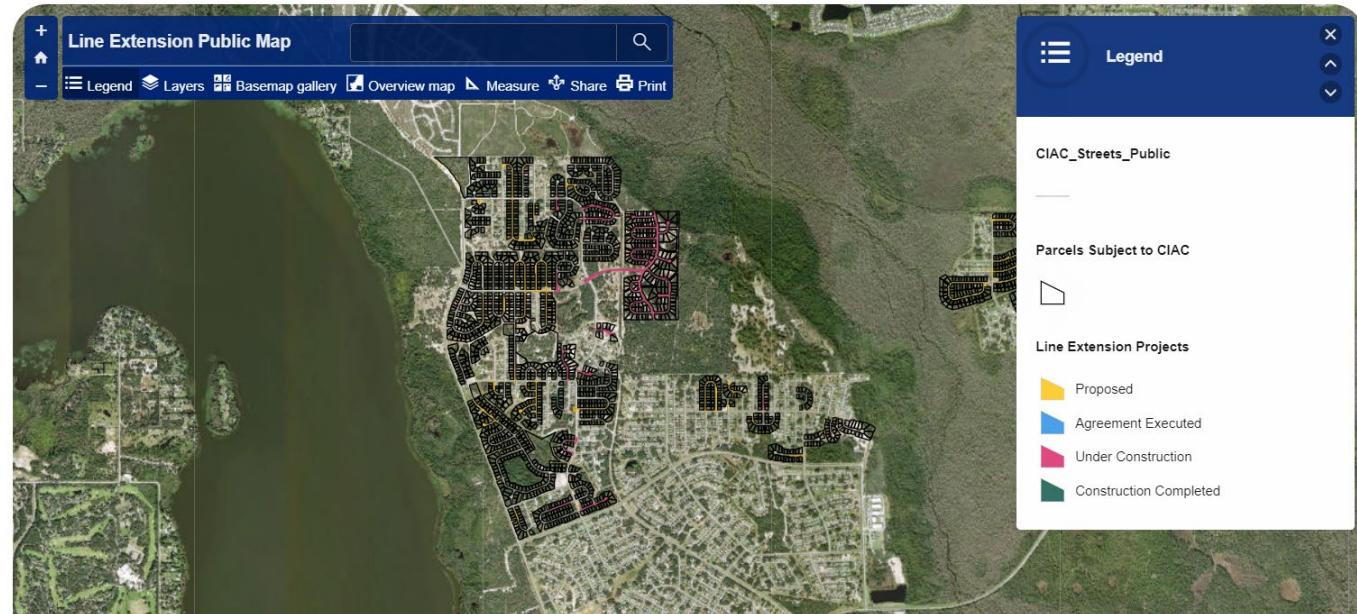 Line Extension Public Map
Legend
Layers
Basemap gallery
Overview map
Measure
Share
Print
Legend
CIAC_Streets_Public
Parcels Subject to CIAC
Line Extension Projects
Proposed
Agreement Executed
Under Construction
Construction Completed